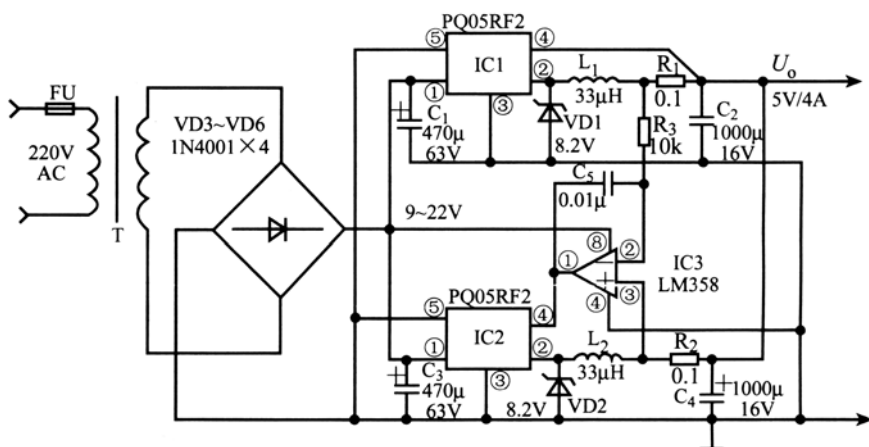 PQ05RF2
⑤
④
IC1
①
②
③
L₁
33μH
R₁
0.1
Uₒ
5V/4A
FU
220V
AC
T
VD3~VD6
1N4001×4
+
C₁
470μ
63V
VD1
8.2V
R₃
10k
C₂
1000μ
16V
C₅
0.01μ
9~22V
⑧
②
①
−
+
③
④
IC3
LM358
PQ05RF2
⑤
④
IC2
①
②
③
L₂
33μH
R₂
0.1
+
C₃
470μ
63V
8.2V
VD2
+
C₄
1000μ
16V